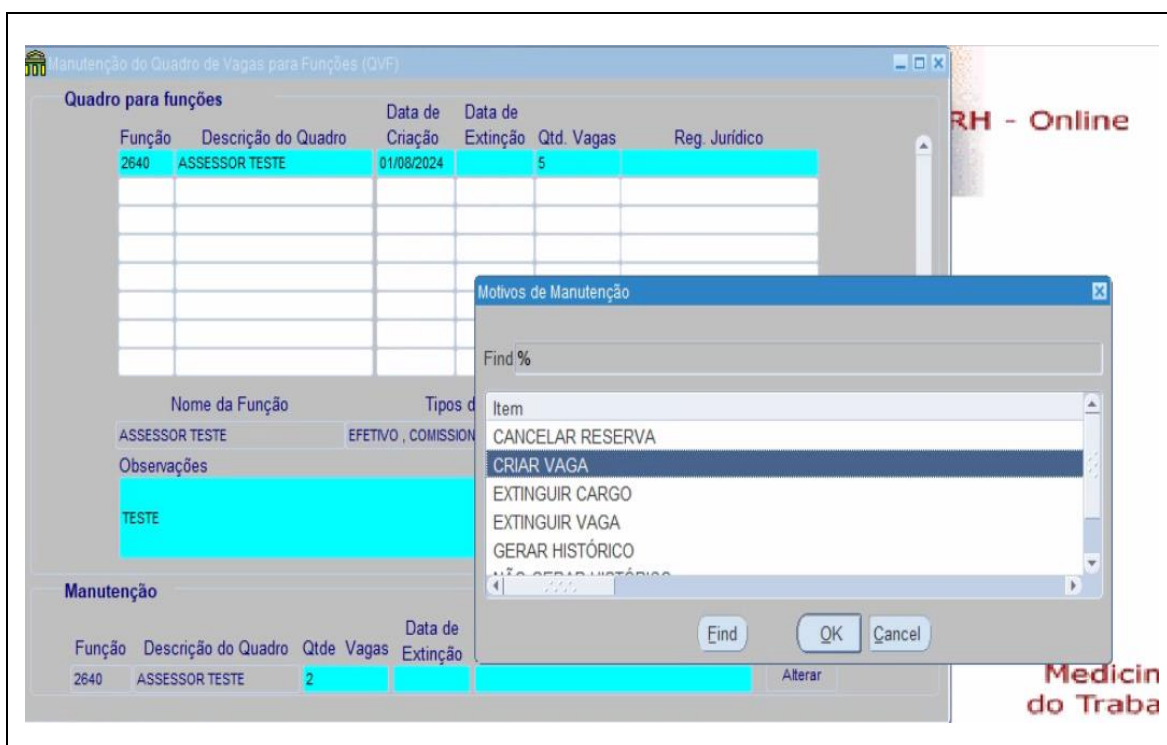 Manutenção do Quadro de Vagas para Funções (QVF)
Quadro para funções
RH - Online
Função Descrição do Quadro Data de Criação Data de Extinção Qtd. Vagas Reg. Jurídico
2640 ASSESSOR TESTE 01/08/2024 5
Motivos de Manutenção
Find %
Item
CANCELAR RESERVA
CRIAR VAGA
EXTINGUIR CARGO
EXTINGUIR VAGA
GERAR HISTÓRICO
NÃO GERAR HISTÓRICO
Find OK Cancel
Nome da Função Tipos d
ASSESSOR TESTE EFETIVO , COMISSION
Observações
TESTE
Manutenção
Função Descrição do Quadro Qtde Vagas Data de Extinção
2640 ASSESSOR TESTE 2 Alterar
Medicin
do Traba